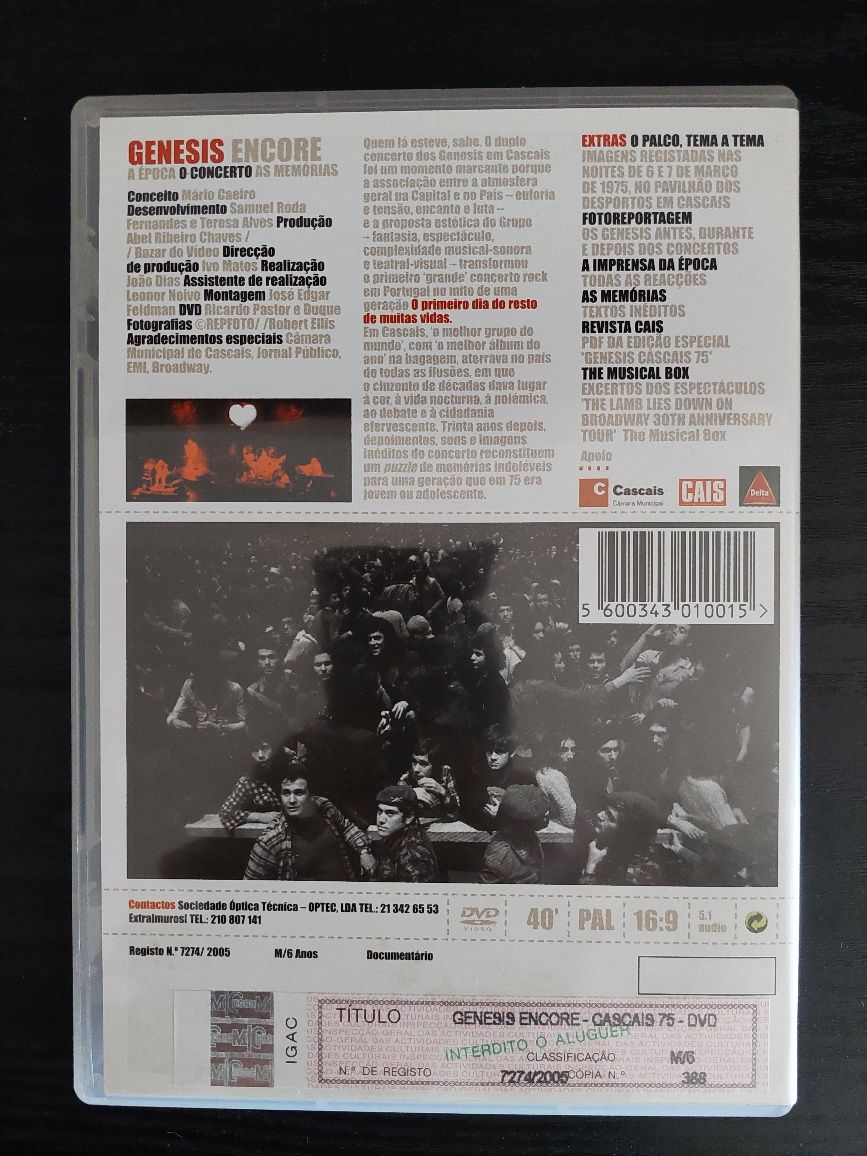 GENESIS ENCORE
A ÉPOCA O CONCERTO AS MEMÓRIAS
Conceito Mário Caeiro
Desenvolvimento Samuel Roda
Fernandes e Teresa Alves Produção
Abel Ribeiro Chaves /
/ Bazar do Vídeo Direcção
de produção Ivo Matos Realização
João Dias Assistente de realização
Leonor Noivo Montagem José Edgar
Feldman DVD Ricardo Pastor e Duque
Fotografias ©REPFOTO/ /Robert Ellis
Agradecimentos especiais Câmara
Municipal de Cascais, Jornal Público,
EMI, Broadway.
Quem lá esteve, sabe. O duplo
concerto dos Genesis em Cascais
foi um momento marcante porque
a associação entre a atmosfera
geral na Capital e no País – euforia
e tensão, encanto e luta –
e a proposta estética do Grupo
– fantasia, espectáculo,
complexidade musical-sonora
e teatral-visual – transformou
o primeiro 'grande' concerto rock
em Portugal no mito de uma
geração O primeiro dia do resto
de muitas vidas.
Em Cascais, 'o melhor grupo do
mundo', com 'o melhor álbum do
ano' na bagagem, aterrava no país
de todas as ilusões, em que
o cinzento de décadas dava lugar
à cor, à vida nocturna, à polémica,
ao debate e à cidadania
efervescente. Trinta anos depois,
depoimentos, sons e imagens
inéditos do concerto reconstituem
um puzzle de memórias indeléveis
para uma geração que em 75 era
jovem ou adolescente.
EXTRAS O PALCO, TEMA A TEMA
IMAGENS REGISTADAS NAS
NOITES DE 6 E 7 DE MARÇO
DE 1975, NO PAVILHÃO DOS
DESPORTOS EM CASCAIS
FOTOREPORTAGEM
OS GENESIS ANTES, DURANTE
E DEPOIS DOS CONCERTOS
A IMPRENSA DA ÉPOCA
TODAS AS REACÇÕES
AS MEMÓRIAS
TEXTOS INÉDITOS
REVISTA CAIS
PDF DA EDIÇÃO ESPECIAL
'GENESIS CASCAIS 75'
THE MUSICAL BOX
EXCERTOS DOS ESPECTÁCULOS
'THE LAMB LIES DOWN ON
BROADWAY 30TH ANNIVERSARY
TOUR' The Musical Box
Apoio
C Cascais
Câmara Municipal
CAIS
Delta
5 600343 010015 >
Contactos Sociedade Óptica Técnica – OPTEC, LDA TEL.: 21 342 65 53
Extralmuros! TEL.: 210 807 141
DVD
VIDEO
40'
PAL
16:9
5.1
audio
Registo N.º 7274/ 2005
M/6 Anos
Documentário
IGAC
TÍTULO GENESIS ENCORE - CASCAIS 75 - DVD
INTERDITO O ALUGUER
CLASSIFICAÇÃO M/6
N.º DE REGISTO 7274/2005 CÓPIA N.º 388